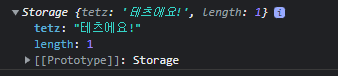 Storage {tetz: '테츠에요!', length: 1} i
tetz: "테츠에요!"
length: 1
[[Prototype]]: Storage